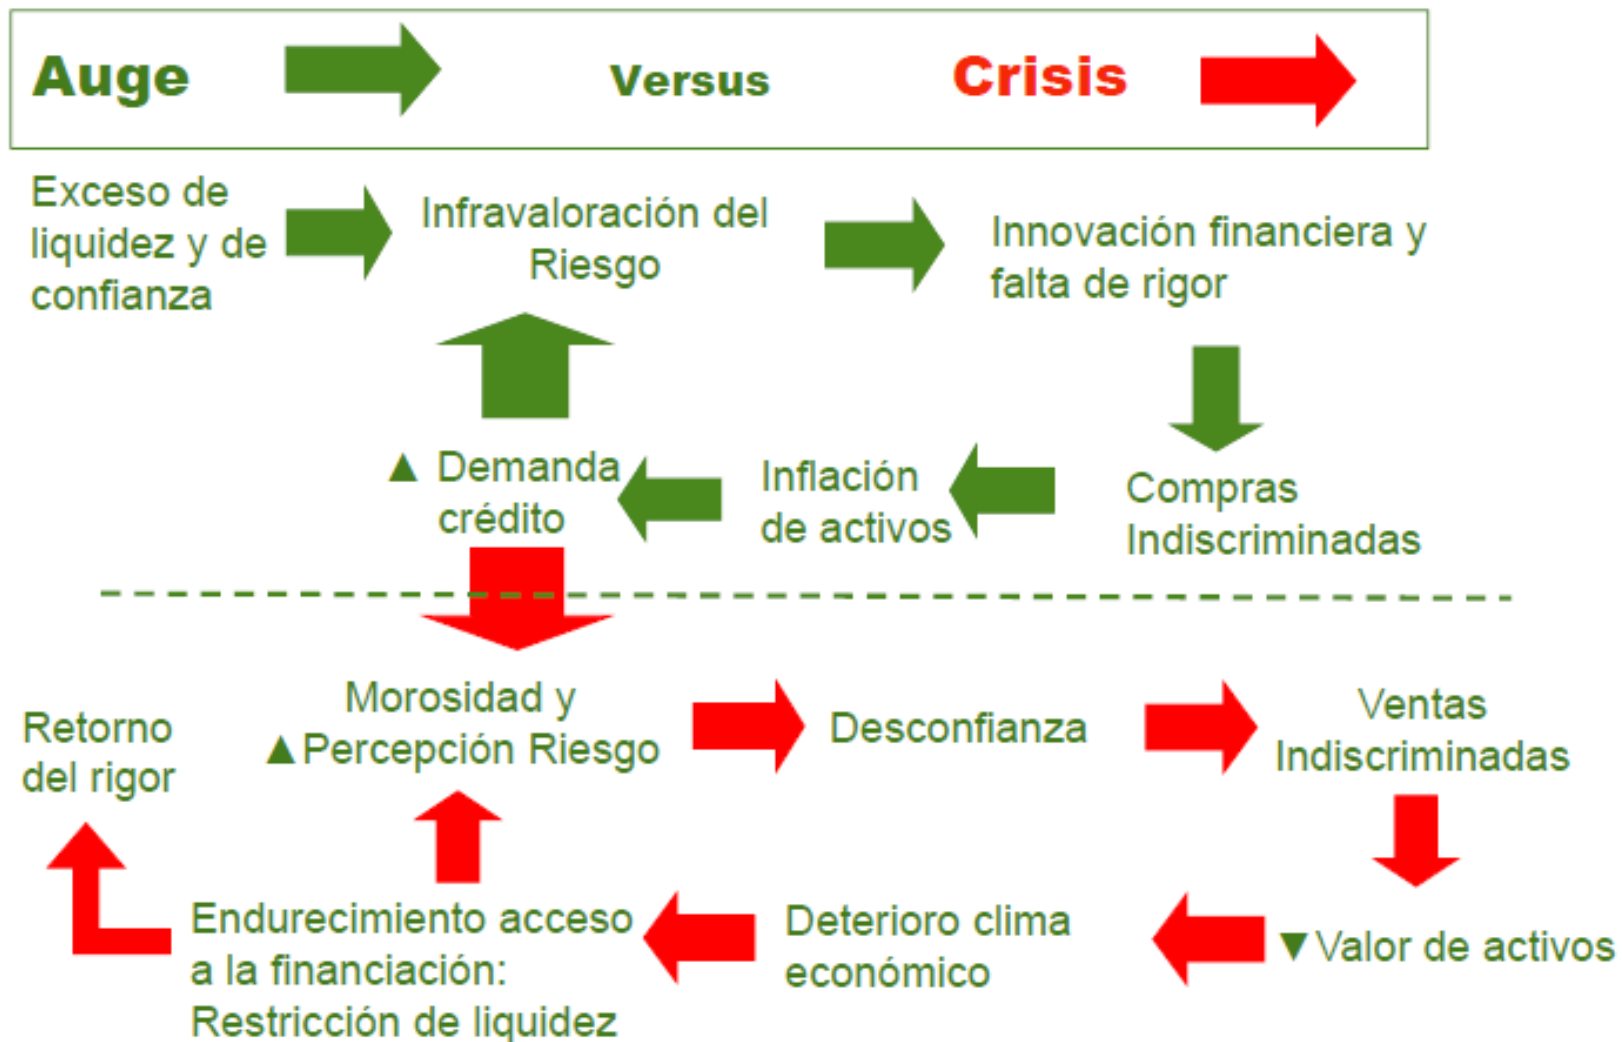 Auge
Versus
Crisis
Exceso de
liquidez y de
confianza
Infravaloración del
Riesgo
Innovación financiera y
falta de rigor
▲ Demanda
crédito
Inflación
de activos
Compras
Indiscriminadas
Retorno
del rigor
Morosidad y
▲Percepción Riesgo
Desconfianza
Ventas
Indiscriminadas
Endurecimiento acceso
a la financiación:
Restricción de liquidez
Deterioro clima
económico
▼Valor de activos